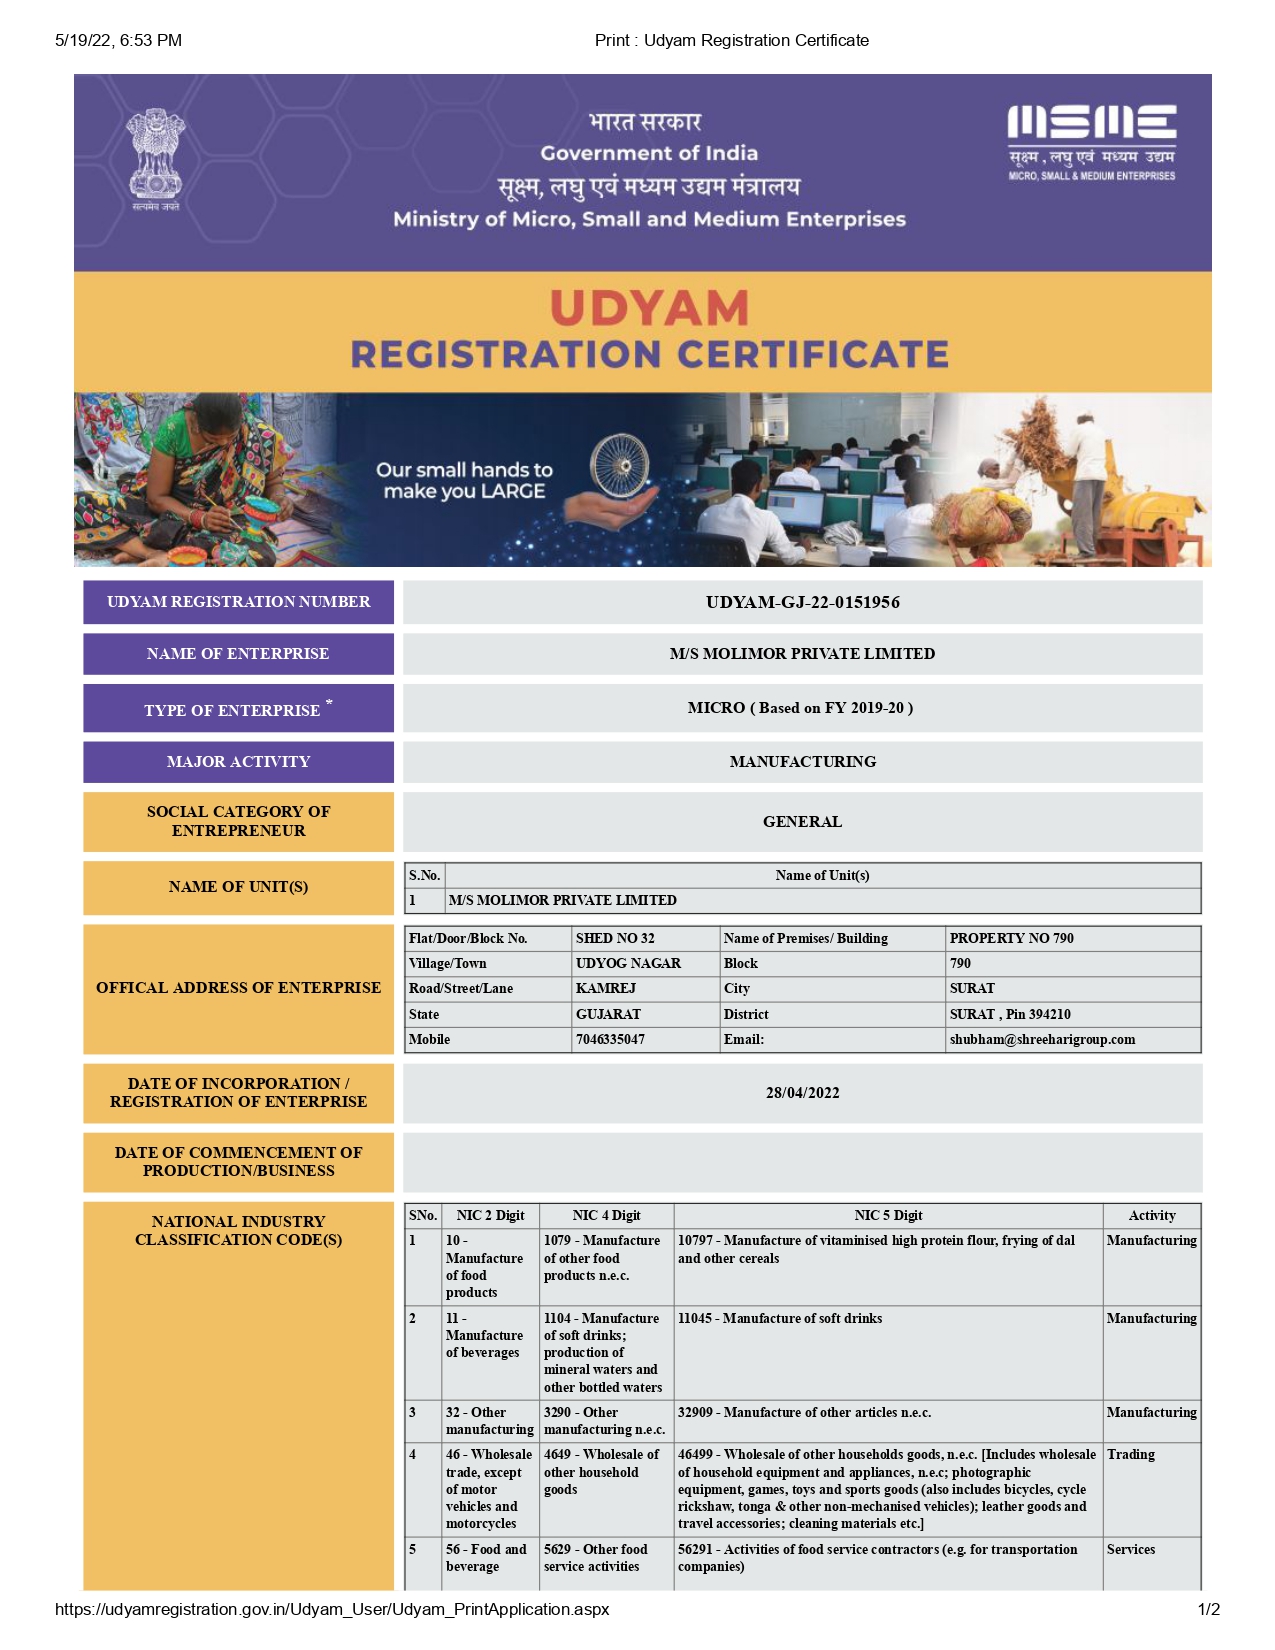 5/19/22, 6:53 PM
Print : Udyam Registration Certificate
भारत सरकार
Government of India
सूक्ष्म, लघु एवं मध्यम उद्यम मंत्रालय
Ministry of Micro, Small and Medium Enterprises
सत्यमेव जयते
MSME
सूक्ष्म , लघु एवं मध्यम उद्यम
MICRO, SMALL & MEDIUM ENTERPRISES
UDYAM
REGISTRATION CERTIFICATE
Our small hands to
make you LARGE
UDYAM REGISTRATION NUMBER
UDYAM-GJ-22-0151956
NAME OF ENTERPRISE
M/S MOLIMOR PRIVATE LIMITED
TYPE OF ENTERPRISE *
MICRO ( Based on FY 2019-20 )
MAJOR ACTIVITY
MANUFACTURING
SOCIAL CATEGORY OF
ENTREPRENEUR
GENERAL
NAME OF UNIT(S)
S.No. Name of Unit(s)
1 M/S MOLIMOR PRIVATE LIMITED
OFFICAL ADDRESS OF ENTERPRISE
Flat/Door/Block No. SHED NO 32 Name of Premises/ Building PROPERTY NO 790
Village/Town UDYOG NAGAR Block 790
Road/Street/Lane KAMREJ City SURAT
State GUJARAT District SURAT , Pin 394210
Mobile 7046335047 Email: shubham@shreeharigroup.com
DATE OF INCORPORATION /
REGISTRATION OF ENTERPRISE
28/04/2022
DATE OF COMMENCEMENT OF
PRODUCTION/BUSINESS
NATIONAL INDUSTRY
CLASSIFICATION CODE(S)
SNo. NIC 2 Digit NIC 4 Digit NIC 5 Digit Activity
1 10 - 1079 - Manufacture 10797 - Manufacture of vitaminised high protein flour, frying of dal Manufacturing
Manufacture of other food and other cereals
of food products n.e.c.
products
2 11 - 1104 - Manufacture 11045 - Manufacture of soft drinks Manufacturing
Manufacture of soft drinks;
of beverages production of
mineral waters and
other bottled waters
3 32 - Other 3290 - Other 32909 - Manufacture of other articles n.e.c. Manufacturing
manufacturing manufacturing n.e.c.
4 46 - Wholesale 4649 - Wholesale of 46499 - Wholesale of other households goods, n.e.c. [Includes wholesale Trading
trade, except other household of household equipment and appliances, n.e.c; photographic
of motor goods equipment, games, toys and sports goods (also includes bicycles, cycle
vehicles and rickshaw, tonga & other non-mechanised vehicles); leather goods and
motorcycles travel accessories; cleaning materials etc.]
5 56 - Food and 5629 - Other food 56291 - Activities of food service contractors (e.g. for transportation Services
beverage service activities companies)
https://udyamregistration.gov.in/Udyam_User/Udyam_PrintApplication.aspx
1/2